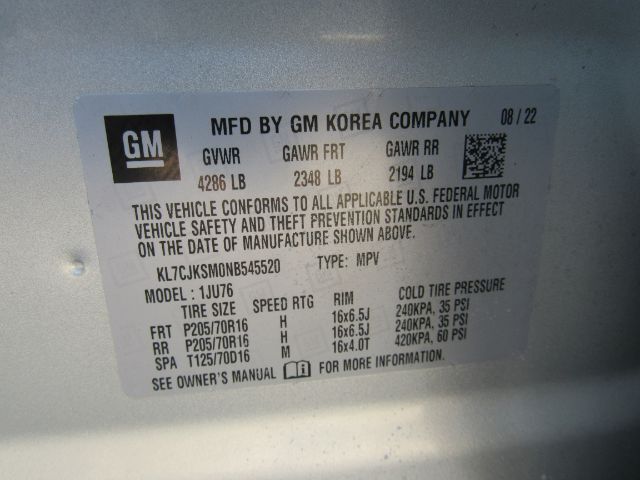 GM
MFD BY GM KOREA COMPANY 08 / 22
GVWR GAWR FRT GAWR RR
4286 LB 2348 LB 2194 LB
THIS VEHICLE CONFORMS TO ALL APPLICABLE U.S. FEDERAL MOTOR
VEHICLE SAFETY AND THEFT PREVENTION STANDARDS IN EFFECT
ON THE DATE OF MANUFACTURE SHOWN ABOVE.
KL7CJKSM0NB545520 TYPE: MPV
MODEL : 1JU76
TIRE SIZE SPEED RTG RIM COLD TIRE PRESSURE
FRT P205/70R16 H 16x6.5J 240KPA, 35 PSI
RR P205/70R16 H 16x6.5J 240KPA, 35 PSI
SPA T125/70D16 M 16x4.0T 420KPA, 60 PSI
SEE OWNER'S MANUAL FOR MORE INFORMATION.